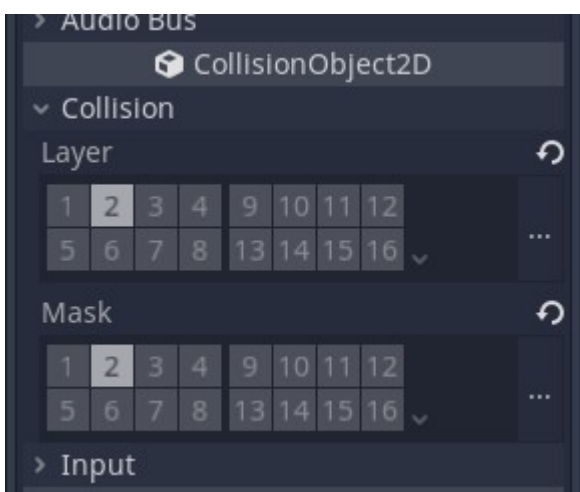 Audio Bus
CollisionObject2D
Collision
Layer
1 2 3 4 9 10 11 12
5 6 7 8 13 14 15 16
...
Mask
1 2 3 4 9 10 11 12
5 6 7 8 13 14 15 16
...
Input